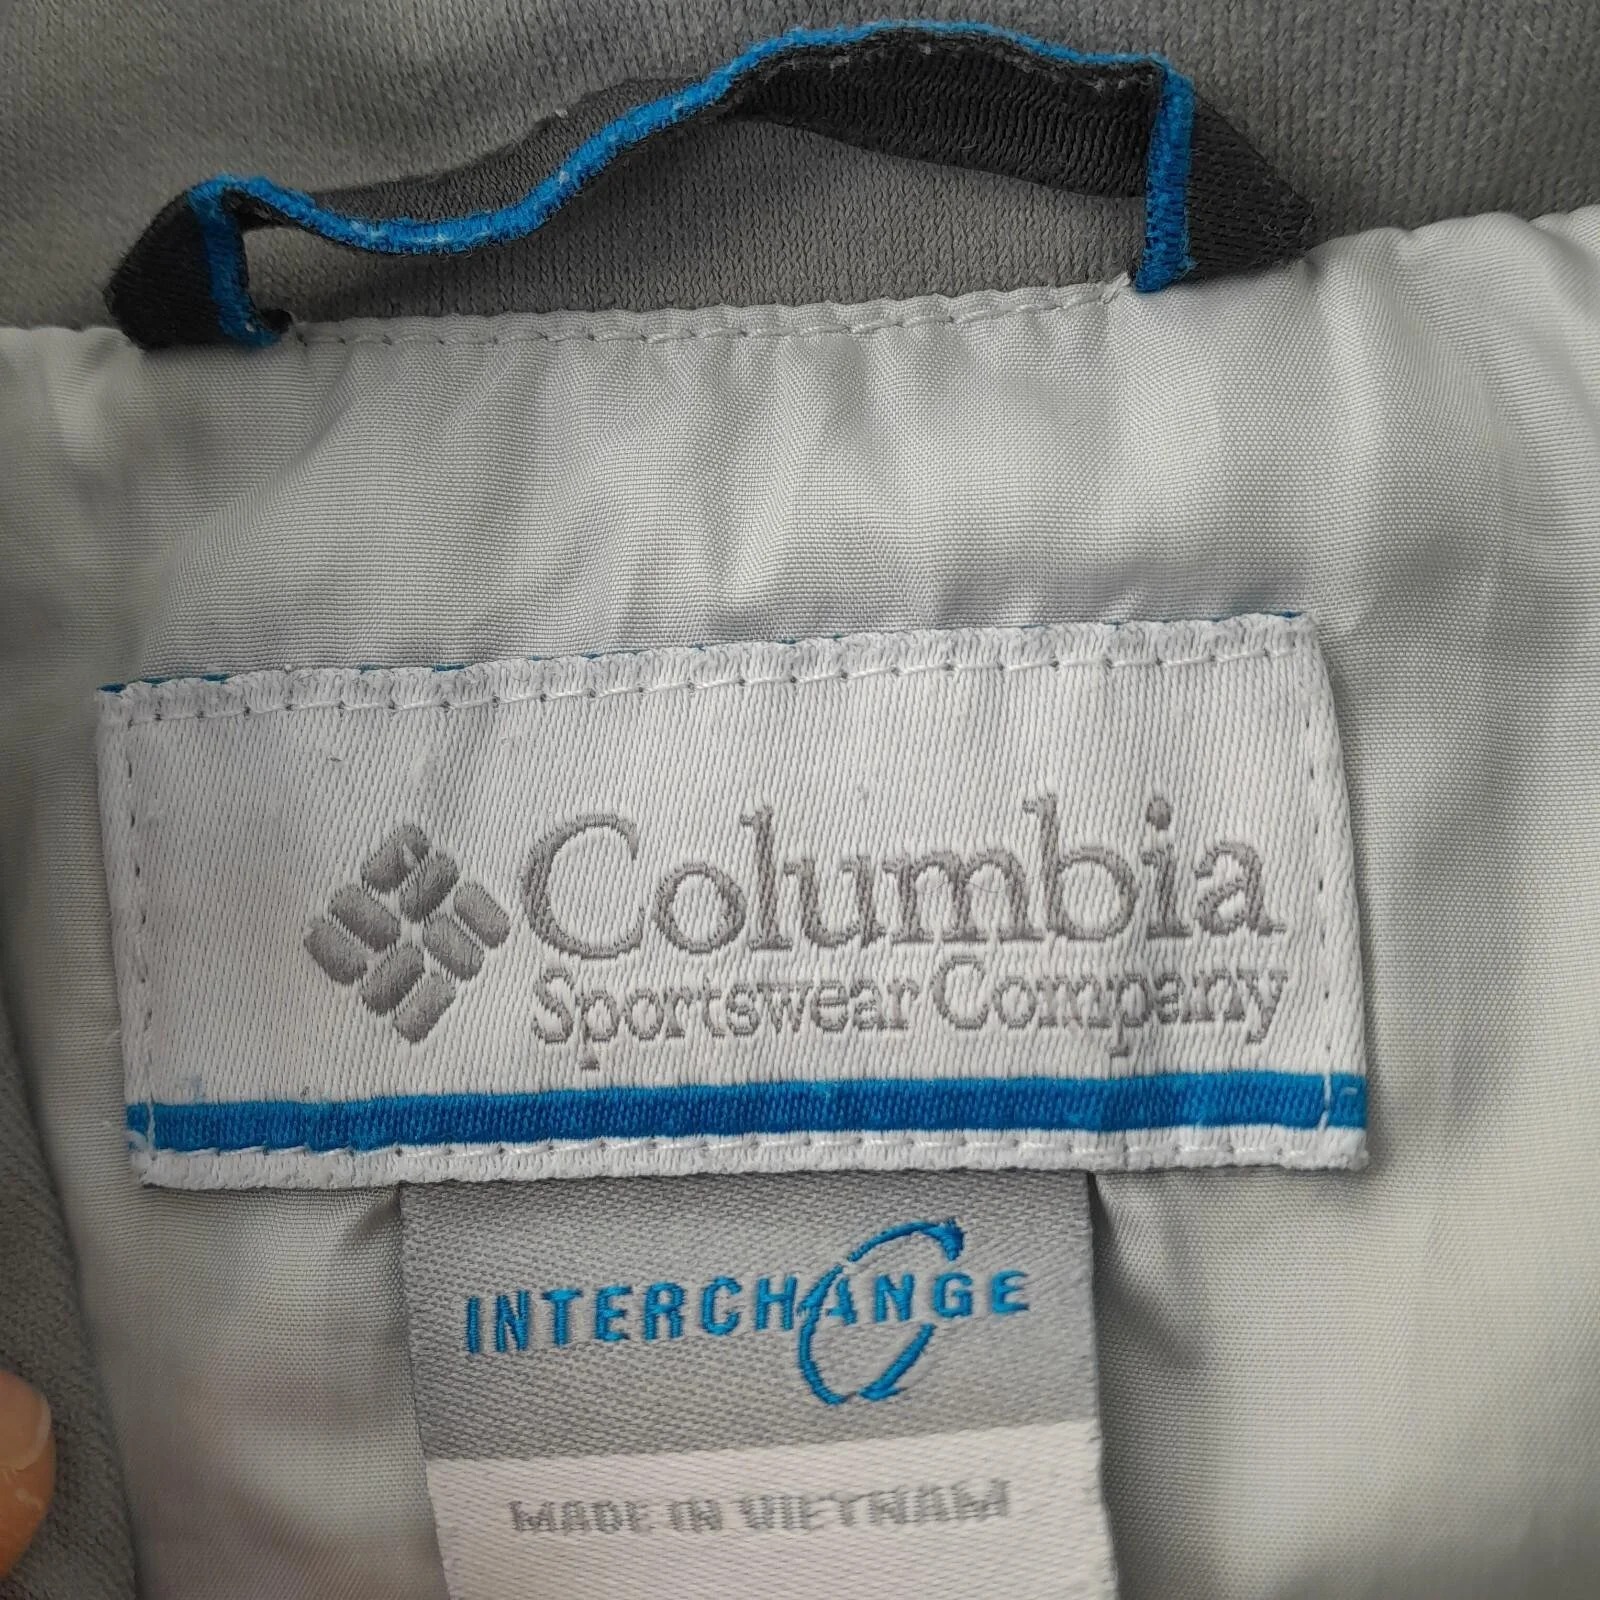 Columbia
Sportswear Company
INTERCHANGE
MADE IN VIETNAM